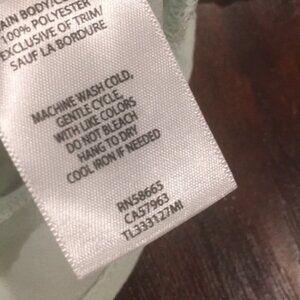 AIN BODY/C
100% POLYESTER
EXCLUSIVE OF TRIM/
SAUF LA BORDURE
MACHINE WASH COLD,
GENTLE CYCLE,
WITH LIKE COLORS
DO NOT BLEACH
HANG TO DRY
COOL IRON IF NEEDED
RN58665
CA57963
TL333127MI